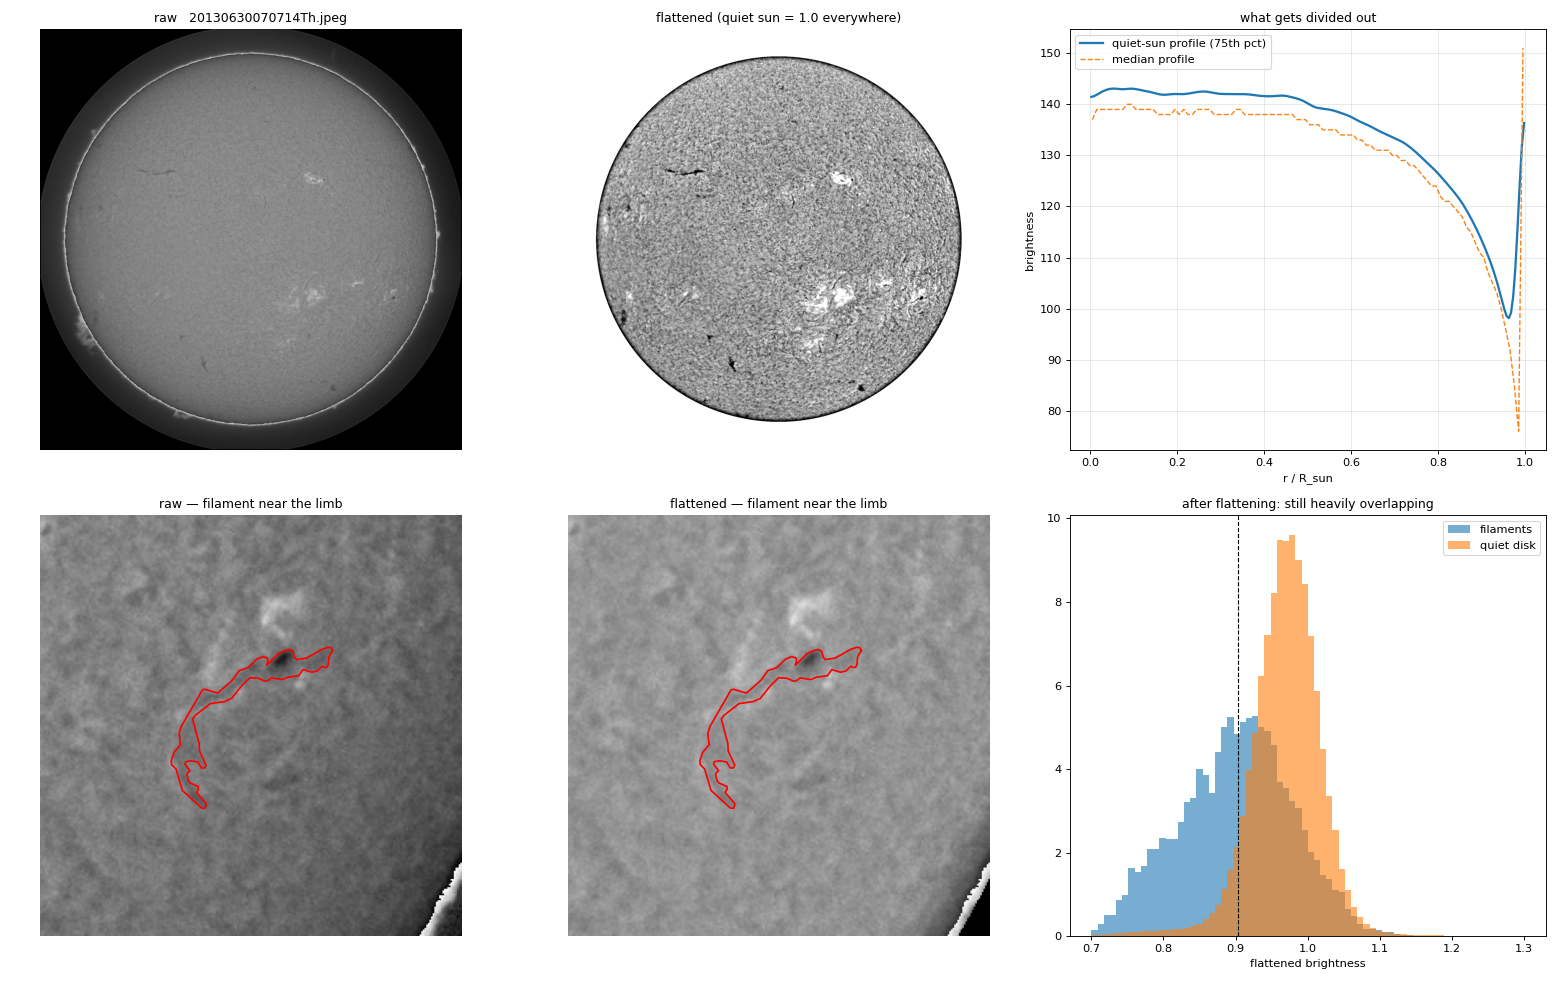 raw   20130630070714Th.jpeg
flattened (quiet sun = 1.0 everywhere)
what gets divided out
quiet-sun profile (75th pct)
median profile
150
140
130
120
110
100
90
80
brightness
0.0 0.2 0.4 0.6 0.8 1.0
r / R_sun
raw — filament near the limb
flattened — filament near the limb
after flattening: still heavily overlapping
filaments
quiet disk
10
8
6
4
2
0
0.7 0.8 0.9 1.0 1.1 1.2 1.3
flattened brightness